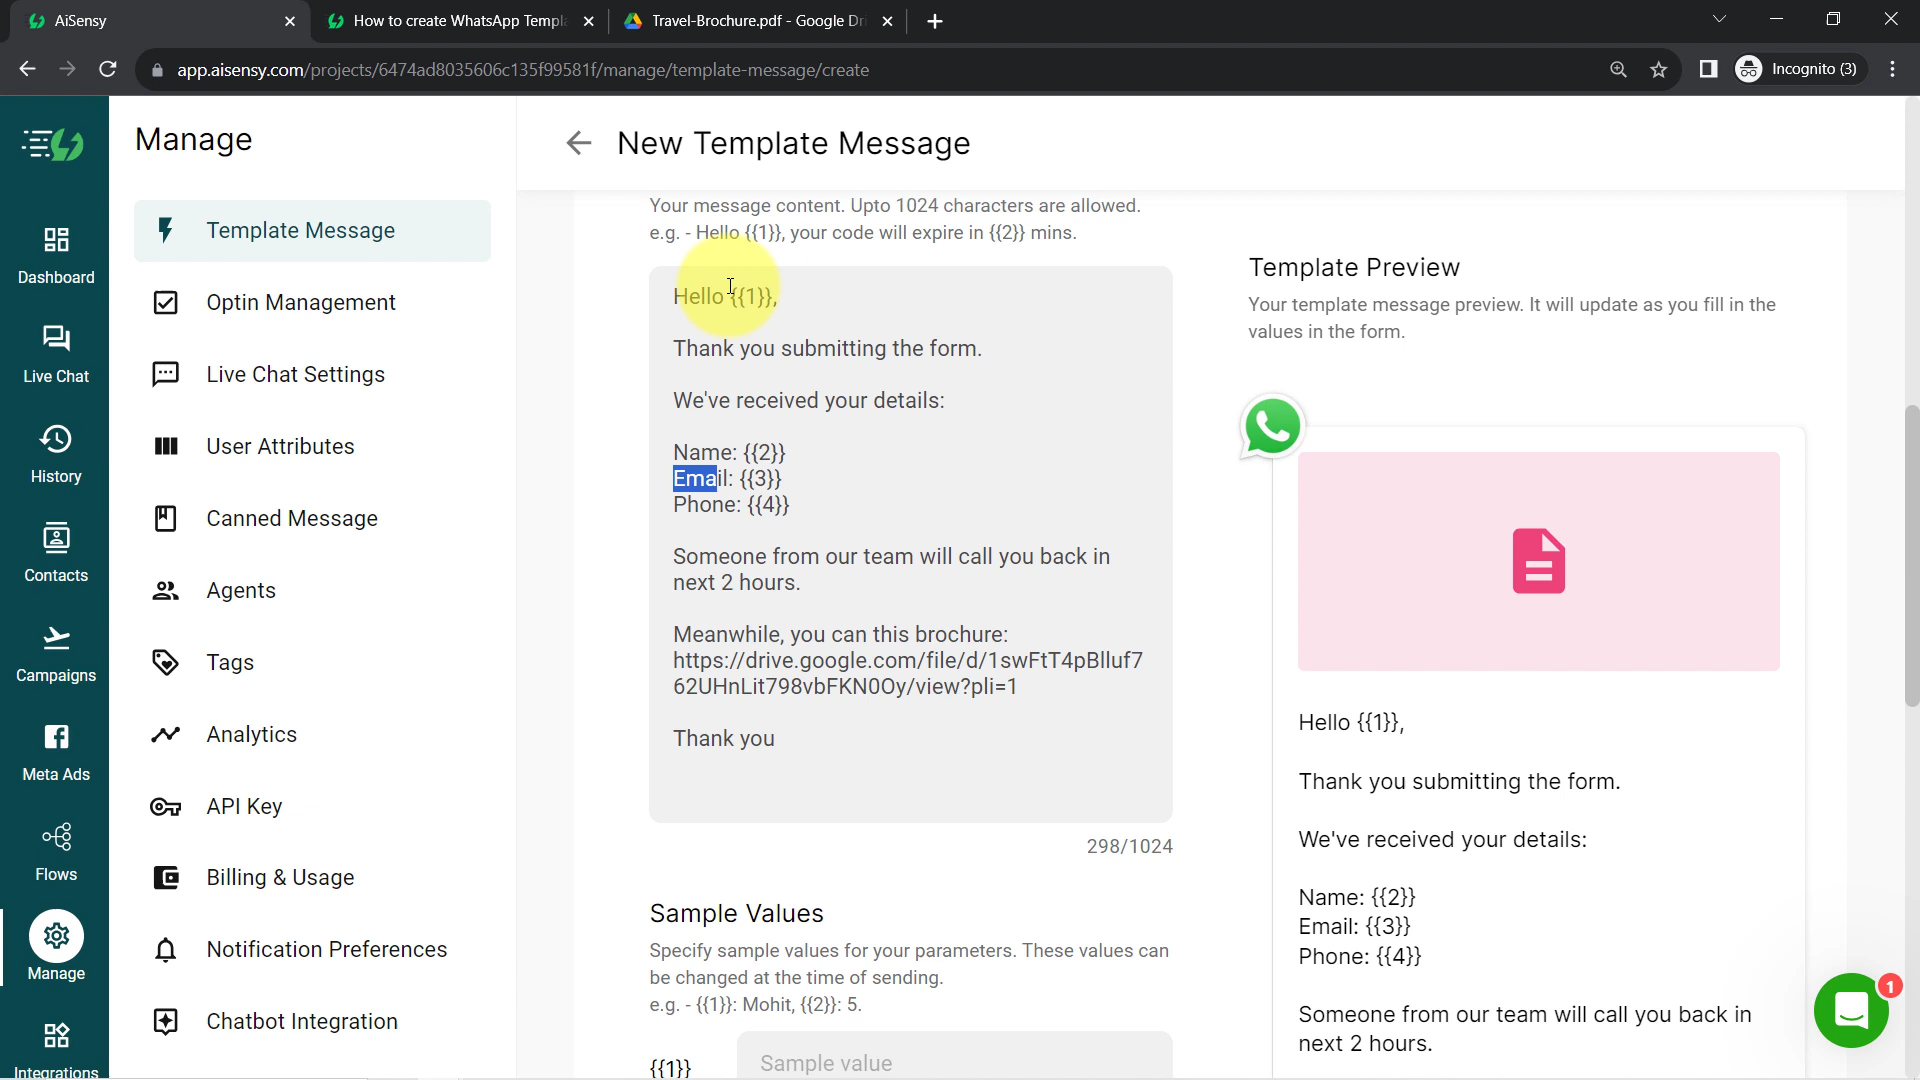 AiSensy
How to create WhatsApp Templ
Travel-Brochure.pdf - Google Dri
app.aisensy.com/projects/6474ad8035606c135f99581f/manage/template-message/create
Incognito (3)
Dashboard
Live Chat
History
Contacts
Campaigns
Meta Ads
Flows
Manage
Integrations
Manage
Template Message
Optin Management
Live Chat Settings
User Attributes
Canned Message
Agents
Tags
Analytics
API Key
Billing & Usage
Notification Preferences
Chatbot Integration
New Template Message
Your message content. Upto 1024 characters are allowed.
e.g. - Hello {{1}}, your code will expire in {{2}} mins.
Hello {{1}},
Thank you submitting the form.
We've received your details:
Name: {{2}}
Email: {{3}}
Phone: {{4}}
Someone from our team will call you back in
next 2 hours.
Meanwhile, you can this brochure:
https://drive.google.com/file/d/1swFtT4pBlluf7
62UHnLit798vbFKN0Oy/view?pli=1
Thank you
298/1024
Sample Values
Specify sample values for your parameters. These values can
be changed at the time of sending.
e.g. - {{1}}: Mohit, {{2}}: 5.
{{1}}
Sample value
Template Preview
Your template message preview. It will update as you fill in the
values in the form.
Hello {{1}},
Thank you submitting the form.
We've received your details:
Name: {{2}}
Email: {{3}}
Phone: {{4}}
Someone from our team will call you back in
next 2 hours.
1